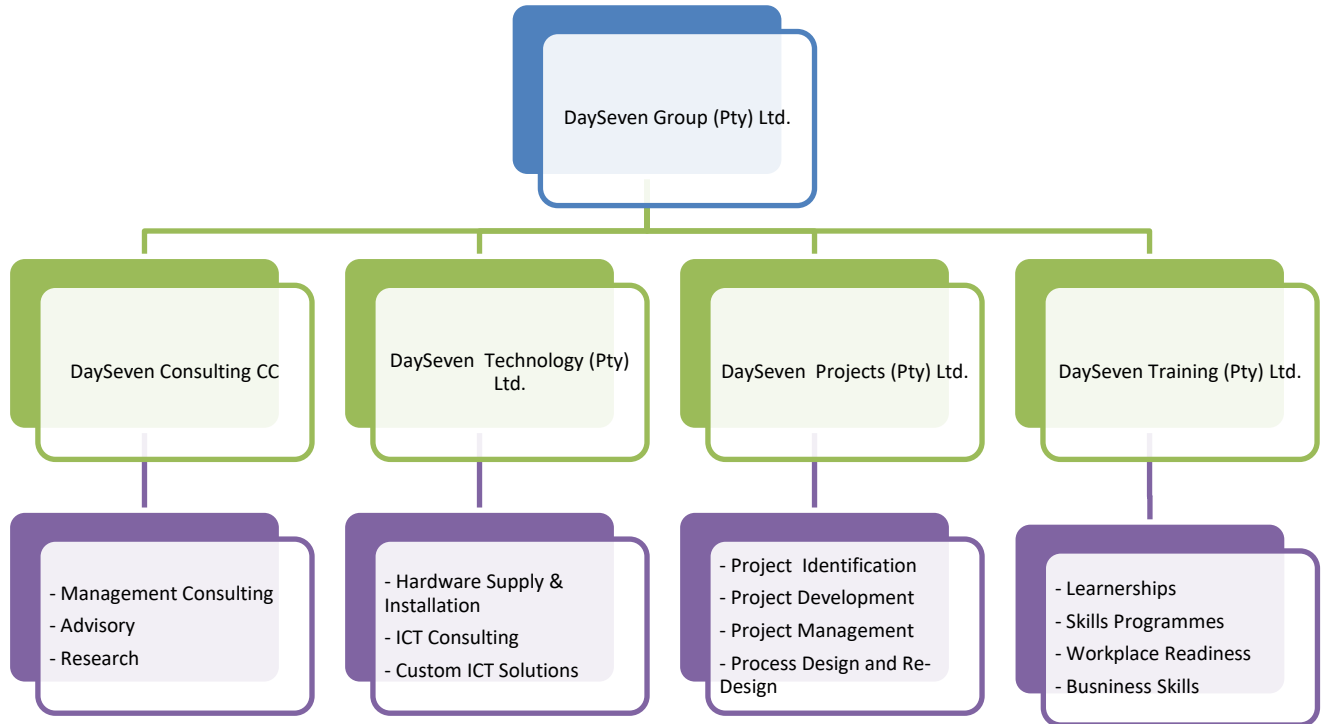 DaySeven Group (Pty) Ltd.
DaySeven Consulting CC
DaySeven Technology (Pty)
Ltd.
DaySeven Projects (Pty) Ltd.
DaySeven Training (Pty) Ltd.
- Management Consulting
- Advisory
- Research
- Hardware Supply &
Installation
- ICT Consulting
- Custom ICT Solutions
- Project Identification
- Project Development
- Project Management
- Process Design and Re-
Design
- Learnerships
- Skills Programmes
- Workplace Readiness
- Busniness Skills